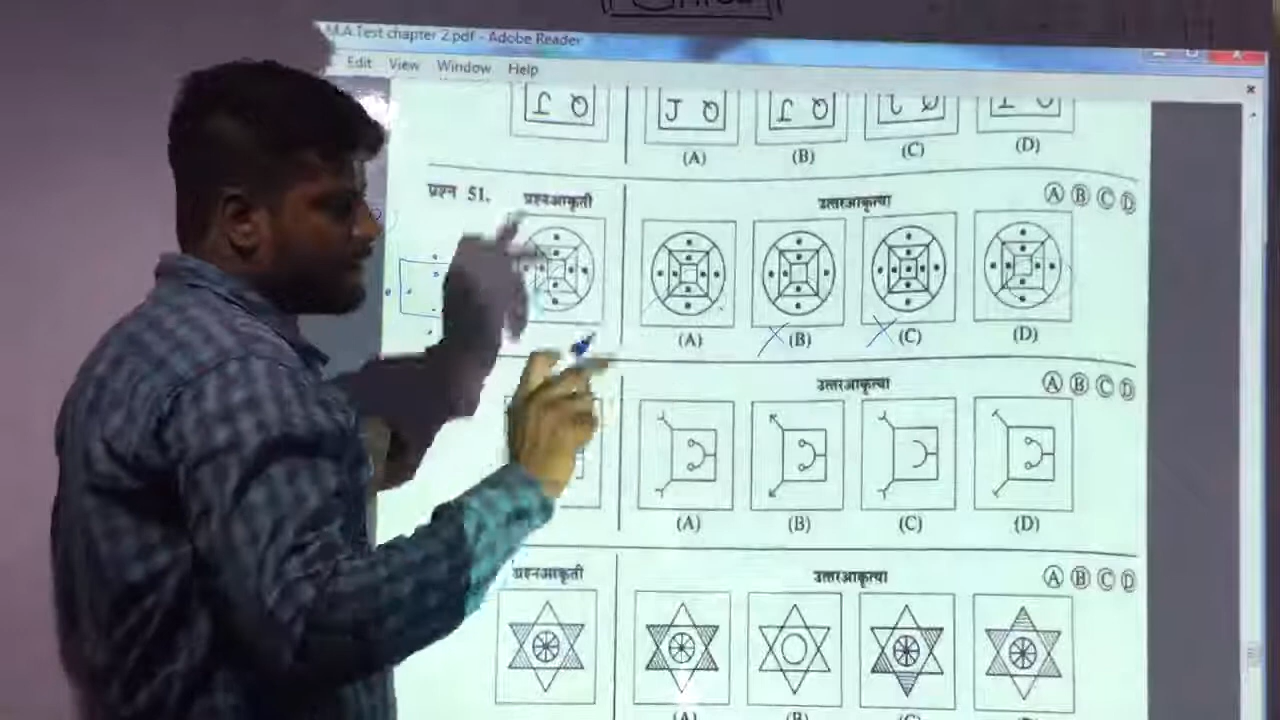 M.A.Test chapter 2.pdf - Adobe Reader
Edit View Window Help
(A) (B) (C) (D)
प्रश्न 51. प्रश्नआकृती उत्तरआकृत्या A B C D
(A) (B) (C) (D)
उत्तरआकृत्या A B C D
(A) (B) (C) (D)
प्रश्नआकृती उत्तरआकृत्या A B C D
(A) (B) (C)